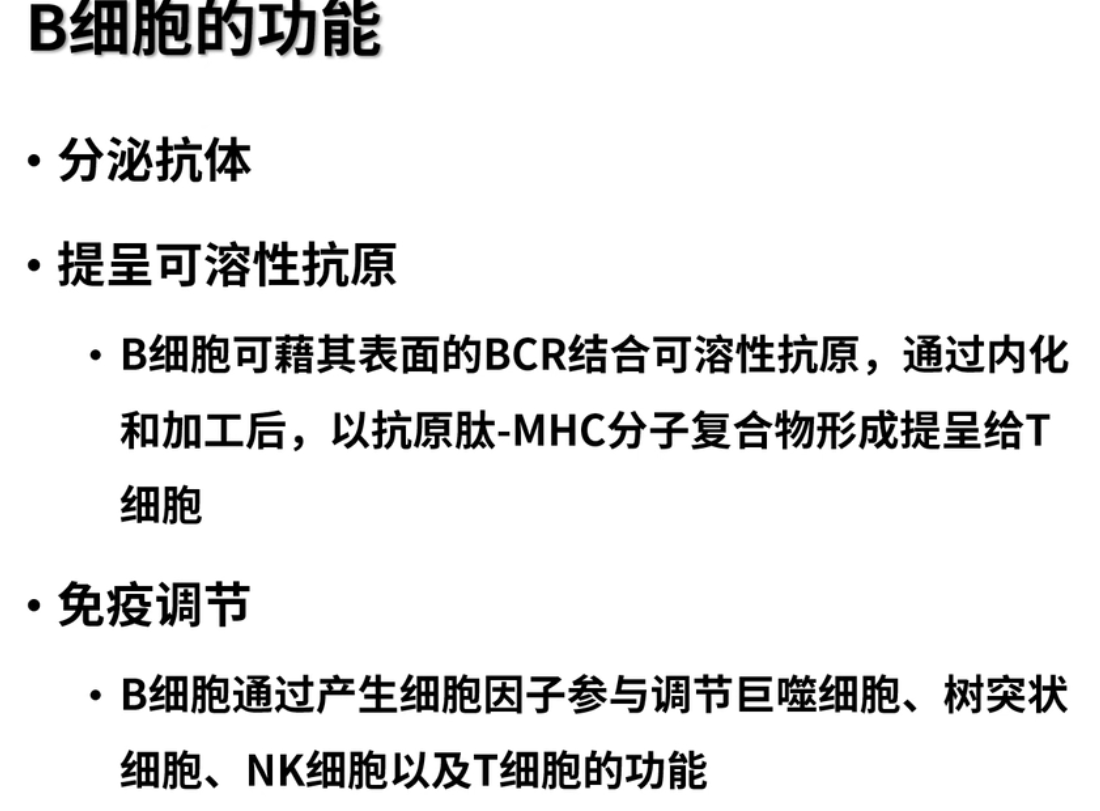 B细胞的功能
• 分泌抗体
• 提呈可溶性抗原
• B细胞可藉其表面的BCR结合可溶性抗原，通过内化
和加工后，以抗原肽-MHC分子复合物形成提呈给T
细胞
• 免疫调节
• B细胞通过产生细胞因子参与调节巨噬细胞、树突状
细胞、NK细胞以及T细胞的功能